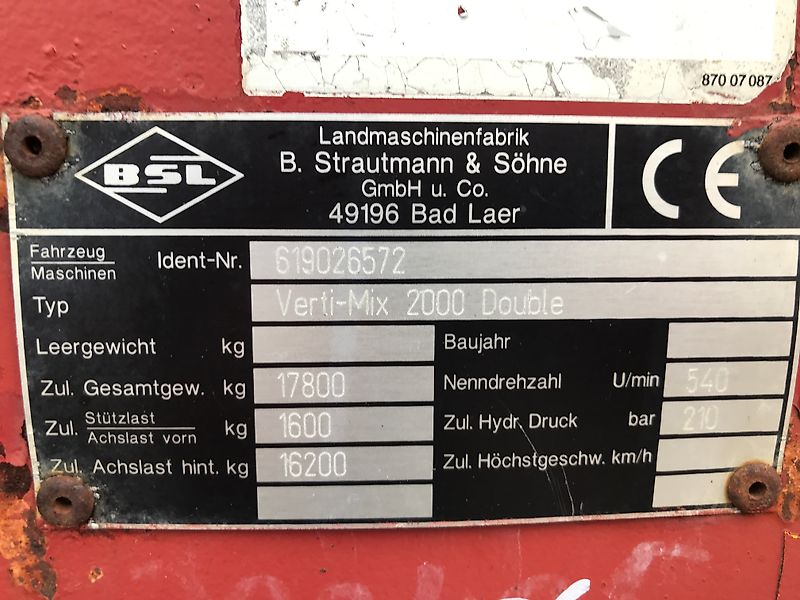 870 07 087
BSL
Landmaschinenfabrik
B. Strautmann & Söhne
GmbH u. Co.
49196 Bad Laer
CE
Fahrzeug
Maschinen
Ident-Nr. 619026572
Typ Verti-Mix 2000 Double
Leergewicht kg
Baujahr
Zul. Gesamtgew. kg 17800
Nenndrehzahl U/min 540
Zul. Stützlast
Achslast vorn kg 1600
Zul. Hydr. Druck bar 210
Zul. Achslast hint. kg 16200
Zul. Höchstgeschw. km/h